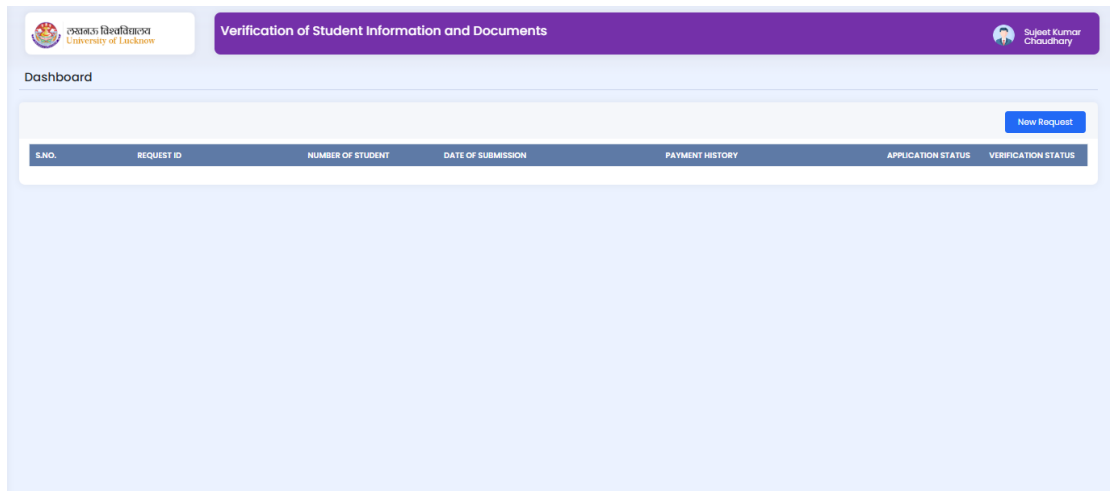 लखनऊ विश्वविद्यालय
University of Lucknow
Verification of Student Information and Documents
Sujeet Kumar
Chaudhary
Dashboard
New Request
S.NO. REQUEST ID NUMBER OF STUDENT DATE OF SUBMISSION PAYMENT HISTORY APPLICATION STATUS VERIFICATION STATUS